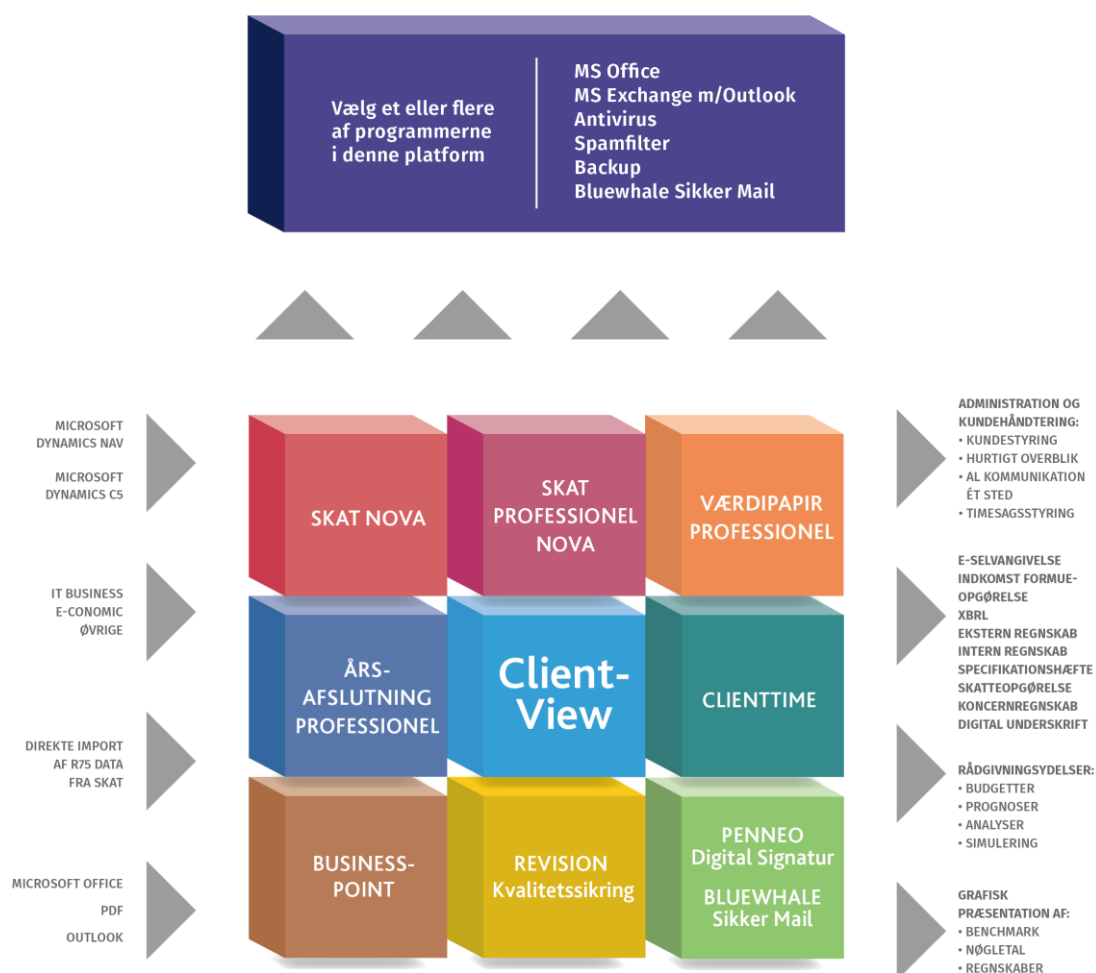 Vælg et eller flere
af programmerne
i denne platform
MS Office
MS Exchange m/Outlook
Antivirus
Spamfilter
Backup
Bluewhale Sikker Mail
MICROSOFT
DYNAMICS NAV
MICROSOFT
DYNAMICS C5
IT BUSINESS
E-CONOMIC
ØVRIGE
DIREKTE IMPORT
AF R75 DATA
FRA SKAT
MICROSOFT OFFICE
PDF
OUTLOOK
SKAT NOVA
SKAT
PROFESSIONEL
NOVA
VÆRDIPAPIR
PROFESSIONEL
ÅRS-
AFSLUTNING
PROFESSIONEL
Client-
View
CLIENTTIME
BUSINESS-
POINT
REVISION
Kvalitetssikring
PENNEO
Digital Signatur
BLUEWHALE
Sikker Mail
ADMINISTRATION OG
KUNDEHÅNDTERING:
• KUNDESTYRING
• HURTIGT OVERBLIK
• AL KOMMUNIKATION
ÉT STED
• TIMESAGSSTYRING
E-SELVANGIVELSE
INDKOMST FORMUE-
OPGØRELSE
XBRL
EKSTERN REGNSKAB
INTERN REGNSKAB
SPECIFIKATIONSHÆFTE
SKATTEOPGØRELSE
KONCERNREGNSKAB
DIGITAL UNDERSKRIFT
RÅDGIVNINGSYDELSER:
• BUDGETTER
• PROGNOSER
• ANALYSER
• SIMULERING
GRAFISK
PRÆSENTATION AF:
• BENCHMARK
• NØGLETAL
• REGNSKABER